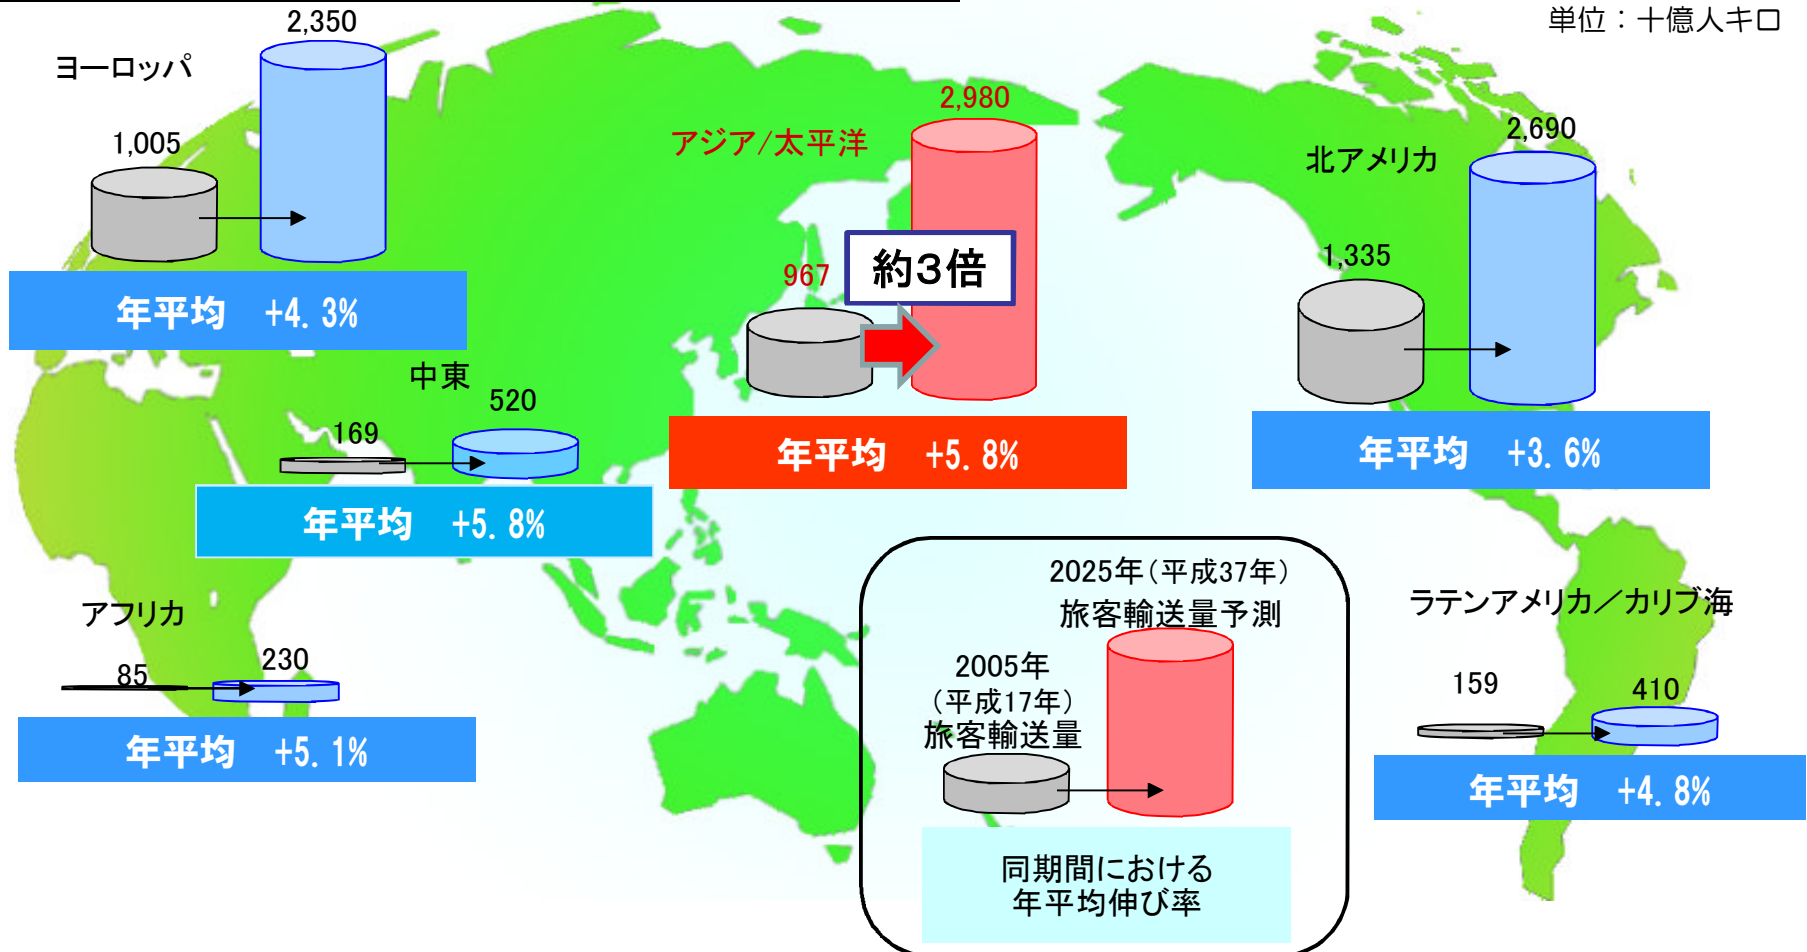 単位：十億人キロ
ヨーロッパ
1,005
2,350
年平均　+4.3%
アジア/太平洋
967
2,980
約3倍
年平均　+5.8%
北アメリカ
1,335
2,690
年平均　+3.6%
中東
169
520
年平均　+5.8%
アフリカ
85
230
年平均　+5.1%
ラテンアメリカ／カリブ海
159
410
年平均　+4.8%
2025年（平成37年）
旅客輸送量予測
2005年
（平成17年）
旅客輸送量
同期間における
年平均伸び率